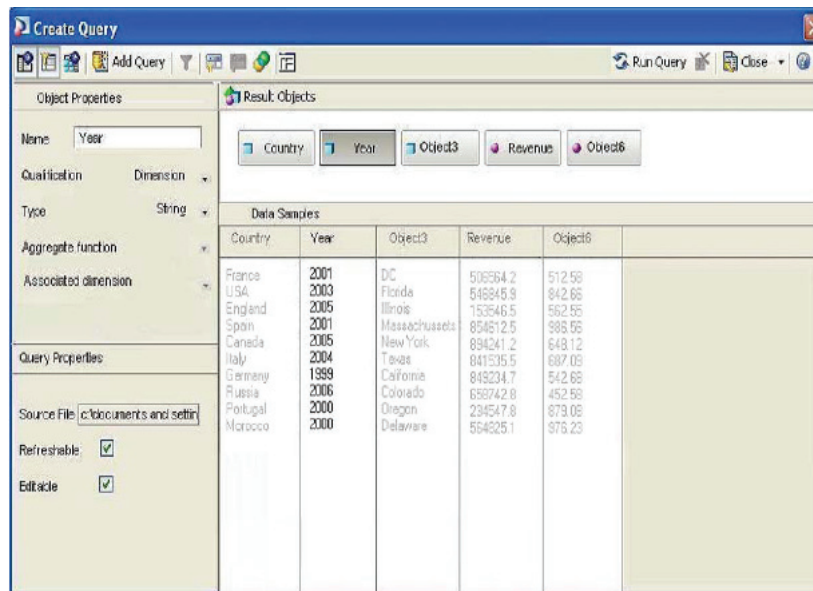 Create Query
Add Query Run Query Close
Object Properties
Name Year
Qualification Dimension
Type String
Aggregate function
Associated dimension
Query Properties
Source File c:\documents and settin
Refreshable
Editable
Result Objects
Country Year Object3 Revenue Object6
Data Samples
Country Year Object3 Revenue Object6
France 2001 DC 506564.2 512.58
USA 2003 Florida 546845.9 842.66
England 2005 Illinois 153546.5 562.55
Spain 2001 Massachussets 854612.5 986.56
Canada 2005 New York 894241.2 648.12
Italy 2004 Texas 841535.5 687.09
Germany 1999 California 849234.7 542.68
Russia 2006 Colorado 658742.8 452.58
Portugal 2000 Oregon 234547.8 879.08
Morocco 2000 Delaware 564825.1 976.23